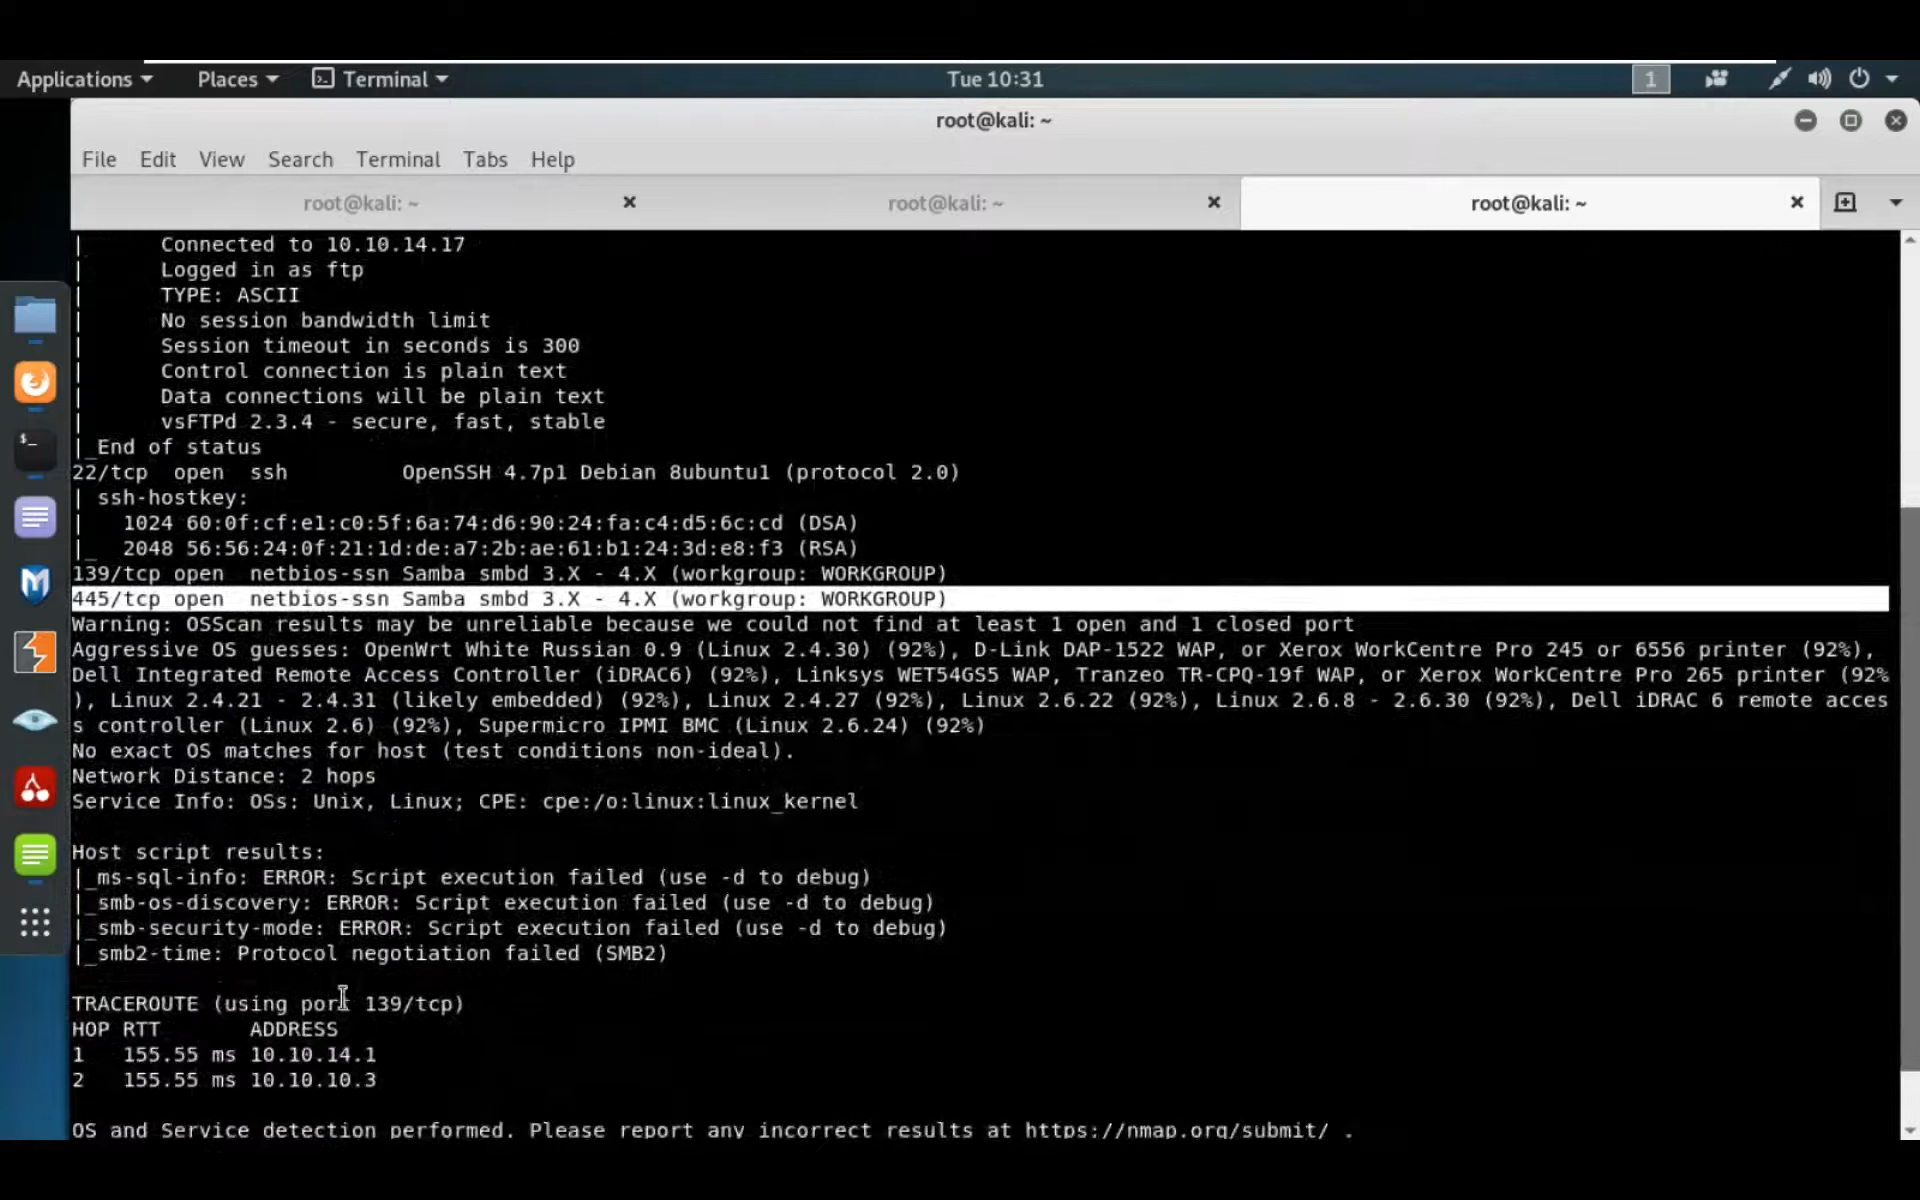 Applications Places Terminal Tue 10:31 1
root@kali: ~
File Edit View Search Terminal Tabs Help
root@kali: ~ root@kali: ~ root@kali: ~
|      Connected to 10.10.14.17
|      Logged in as ftp
|      TYPE: ASCII
|      No session bandwidth limit
|      Session timeout in seconds is 300
|      Control connection is plain text
|      Data connections will be plain text
|      vsFTPd 2.3.4 - secure, fast, stable
|_End of status
22/tcp  open  ssh         OpenSSH 4.7p1 Debian 8ubuntu1 (protocol 2.0)
| ssh-hostkey:
|   1024 60:0f:cf:e1:c0:5f:6a:74:d6:90:24:fa:c4:d5:6c:cd (DSA)
|_  2048 56:56:24:0f:21:1d:de:a7:2b:ae:61:b1:24:3d:e8:f3 (RSA)
139/tcp open  netbios-ssn Samba smbd 3.X - 4.X (workgroup: WORKGROUP)
445/tcp open  netbios-ssn Samba smbd 3.X - 4.X (workgroup: WORKGROUP)
Warning: OSScan results may be unreliable because we could not find at least 1 open and 1 closed port
Aggressive OS guesses: OpenWrt White Russian 0.9 (Linux 2.4.30) (92%), D-Link DAP-1522 WAP, or Xerox WorkCentre Pro 245 or 6556 printer (92%),
Dell Integrated Remote Access Controller (iDRAC6) (92%), Linksys WET54GS5 WAP, Tranzeo TR-CPQ-19f WAP, or Xerox WorkCentre Pro 265 printer (92%
), Linux 2.4.21 - 2.4.31 (likely embedded) (92%), Linux 2.4.27 (92%), Linux 2.6.22 (92%), Linux 2.6.8 - 2.6.30 (92%), Dell iDRAC 6 remote acces
s controller (Linux 2.6) (92%), Supermicro IPMI BMC (Linux 2.6.24) (92%)
No exact OS matches for host (test conditions non-ideal).
Network Distance: 2 hops
Service Info: OSs: Unix, Linux; CPE: cpe:/o:linux:linux_kernel
Host script results:
|_ms-sql-info: ERROR: Script execution failed (use -d to debug)
|_smb-os-discovery: ERROR: Script execution failed (use -d to debug)
|_smb-security-mode: ERROR: Script execution failed (use -d to debug)
|_smb2-time: Protocol negotiation failed (SMB2)
TRACEROUTE (using port 139/tcp)
HOP RTT       ADDRESS
1   155.55 ms 10.10.14.1
2   155.55 ms 10.10.10.3
OS and Service detection performed. Please report any incorrect results at https://nmap.org/submit/ .